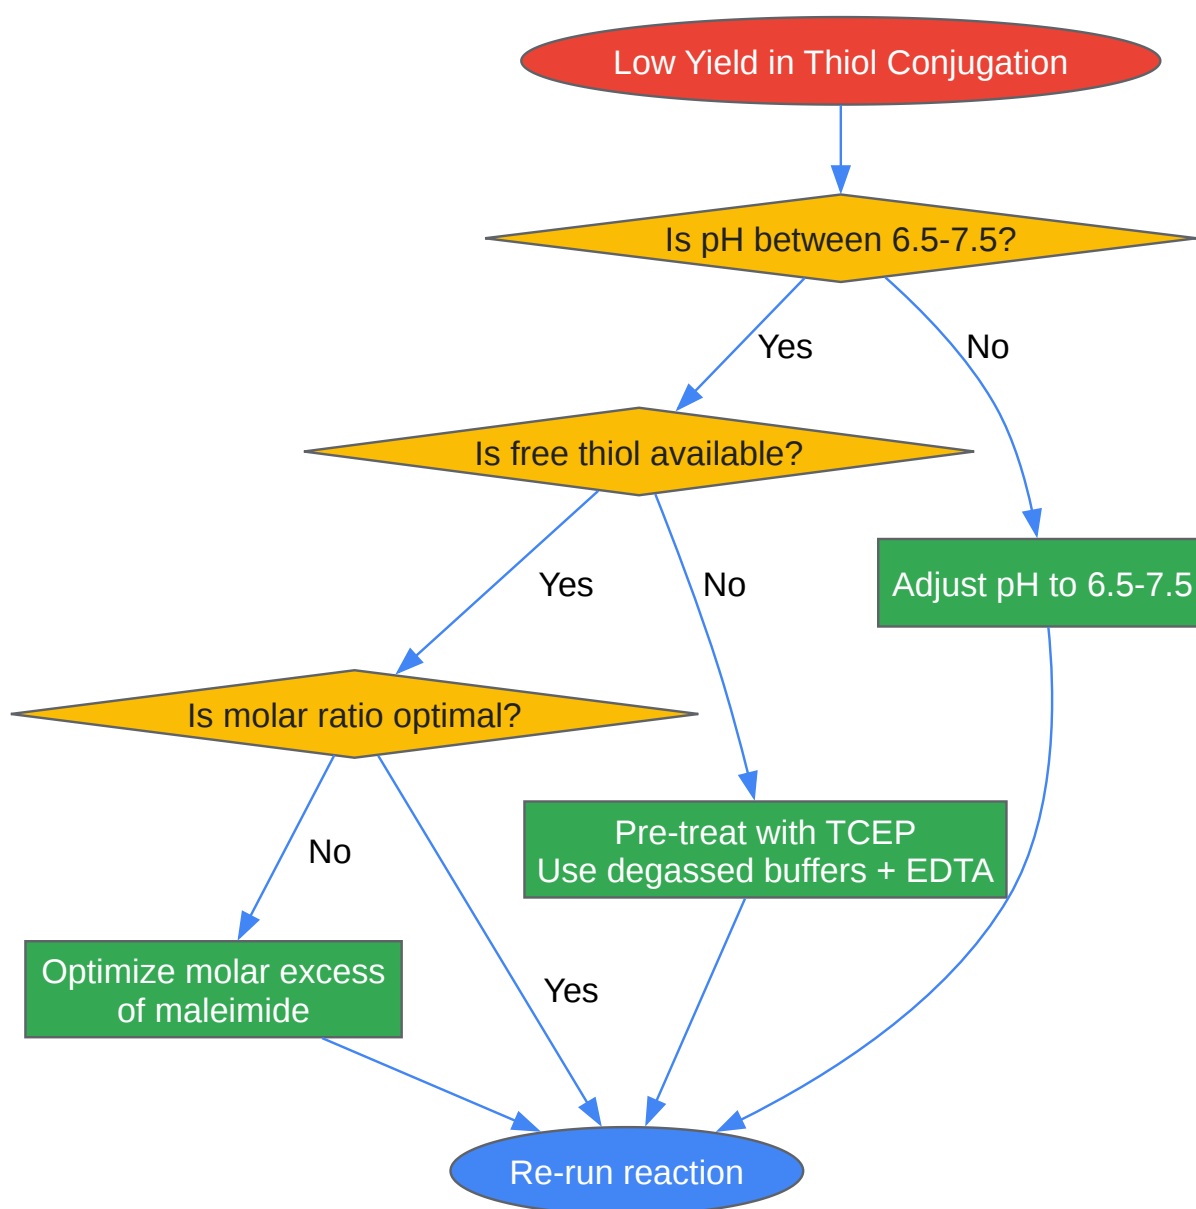 Low Yield in Thiol Conjugation
Is pH between 6.5-7.5?
Yes
No
Is free thiol available?
Yes
No
Adjust pH to 6.5-7.5
Is molar ratio optimal?
No
Yes
Pre-treat with TCEP
Use degassed buffers + EDTA
Optimize molar excess
of maleimide
Re-run reaction